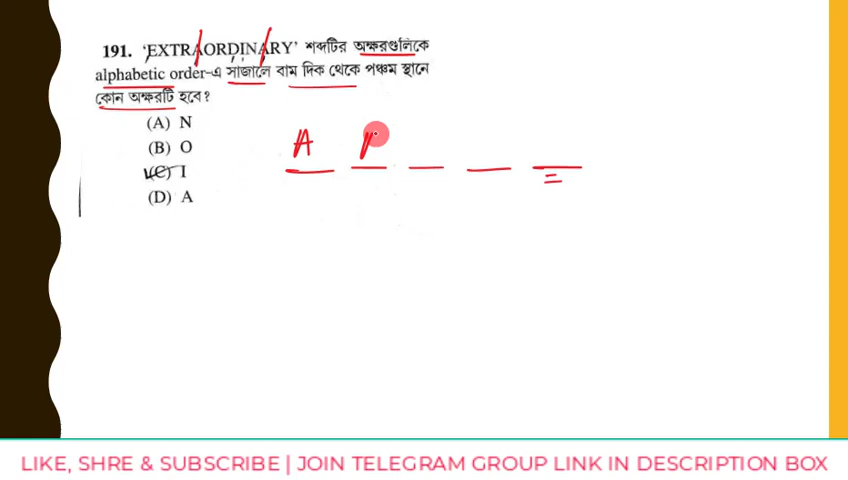 191. ‘EXTRAORDINARY’ শব্দটির অক্ষরগুলিকে
alphabetic order-এ সাজালে বাম দিক থেকে পঞ্চম স্থানে
কোন অক্ষরটি হবে?
(A) N
(B) O
(C) I
(D) A
A
LIKE, SHRE & SUBSCRIBE | JOIN TELEGRAM GROUP LINK IN DESCRIPTION BOX